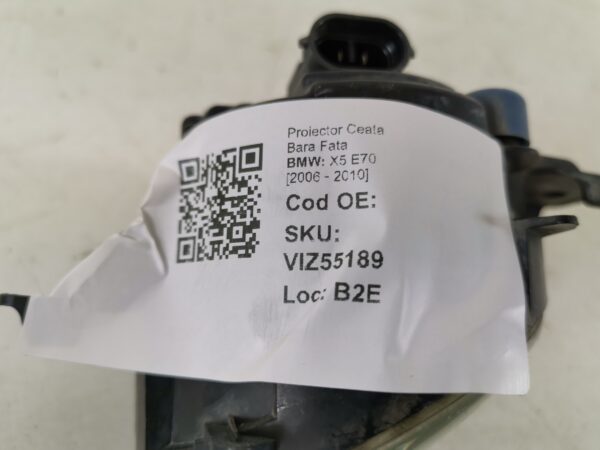 Proiector Ceata
Bara Fata
BMW: X5 E70
[2006 - 2010]
Cod OE:
SKU:
VIZ55189
Loc: B2E